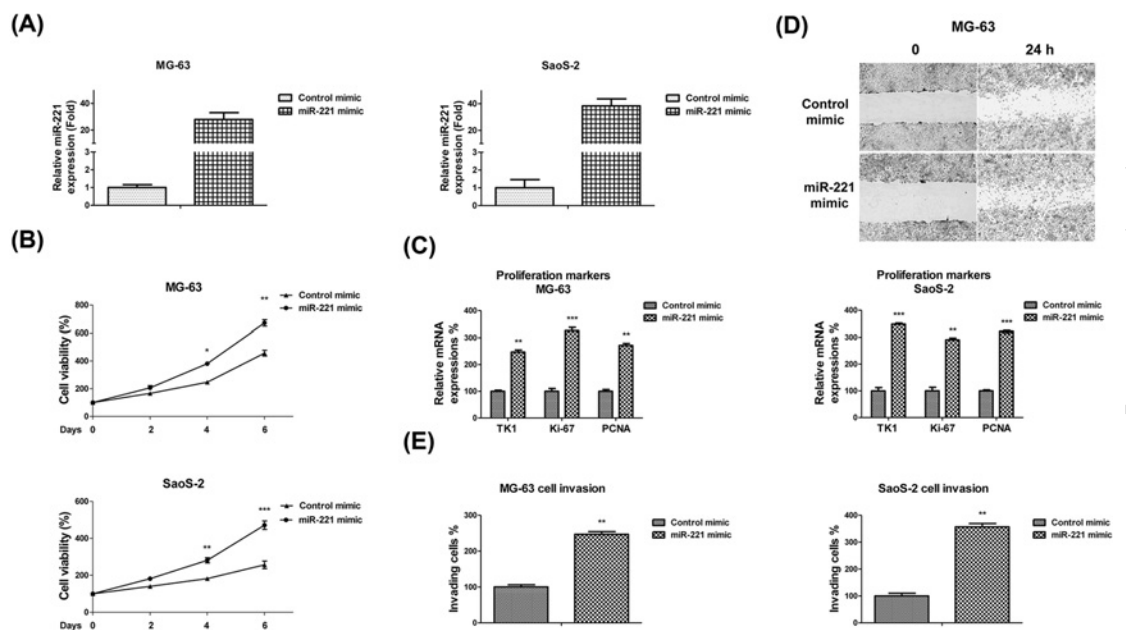 (A)
MG-63
Relative miR-221
expression (Fold)
40
20
3
2
1
0
Control mimic
miR-221 mimic
SaoS-2
Relative miR-221
expression (Fold)
40
20
3
2
1
0
Control mimic
miR-221 mimic
(D)
MG-63
0
24 h
Control
mimic
miR-221
mimic
(B)
MG-63
Cell viability (%)
800
600
400
200
0
Days
0
2
4
6
*
**
Control mimic
miR-221 mimic
SaoS-2
Cell viability (%)
600
400
200
0
Days
0
2
4
6
**
***
Control mimic
miR-221 mimic
(C)
Proliferation markers
MG-63
Relative mRNA
expressions %
400
300
200
100
0
**
***
**
TK1
Ki-67
PCNA
Control mimic
miR-221 mimic
Proliferation markers
SaoS-2
Relative mRNA
expressions %
400
300
200
100
0
***
**
***
TK1
Ki-67
PCNA
Control mimic
miR-221 mimic
(E)
MG-63 cell invasion
Invading cells %
300
200
100
0
**
Control mimic
miR-221 mimic
SaoS-2 cell invasion
Invading cells %
400
300
200
100
0
**
Control mimic
miR-221 mimic